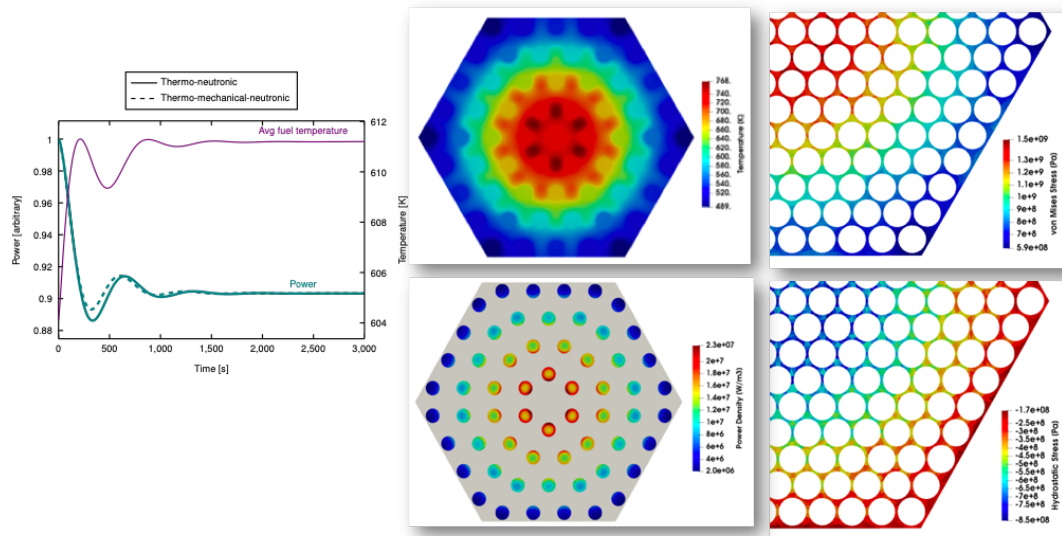 Thermo-neutronic
Thermo-mechanical-neutronic
Power [arbitrary]
1
0.98
0.96
0.94
0.92
0.9
0.88
Avg fuel temperature
Power
612
610
608
606
604
Temperature [K]
0
500
1,000
1,500
2,000
2,500
3,000
Time [s]
768.
740.
720.
700.
680.
660.
640.
620.
600.
580.
560.
540.
520.
489.
Temperature (K)
1.5e+09
1.3e+9
1.2e+9
1.1e+9
1e+9
9e+8
8e+8
7e+8
5.9e+08
von Mises Stress (Pa)
2.3e+07
2e+7
1.8e+7
1.6e+7
1.4e+7
1.2e+7
1e+7
8e+6
6e+6
4e+6
2.0e+06
Power Density (W/m3)
-1.7e+08
-2.5e+8
-3e+8
-3.5e+8
-4e+8
-4.5e+8
-5e+8
-5.5e+8
-6e+8
-6.5e+8
-7e+8
-7.5e+8
-8.5e+08
Hydrostatic Stress (Pa)